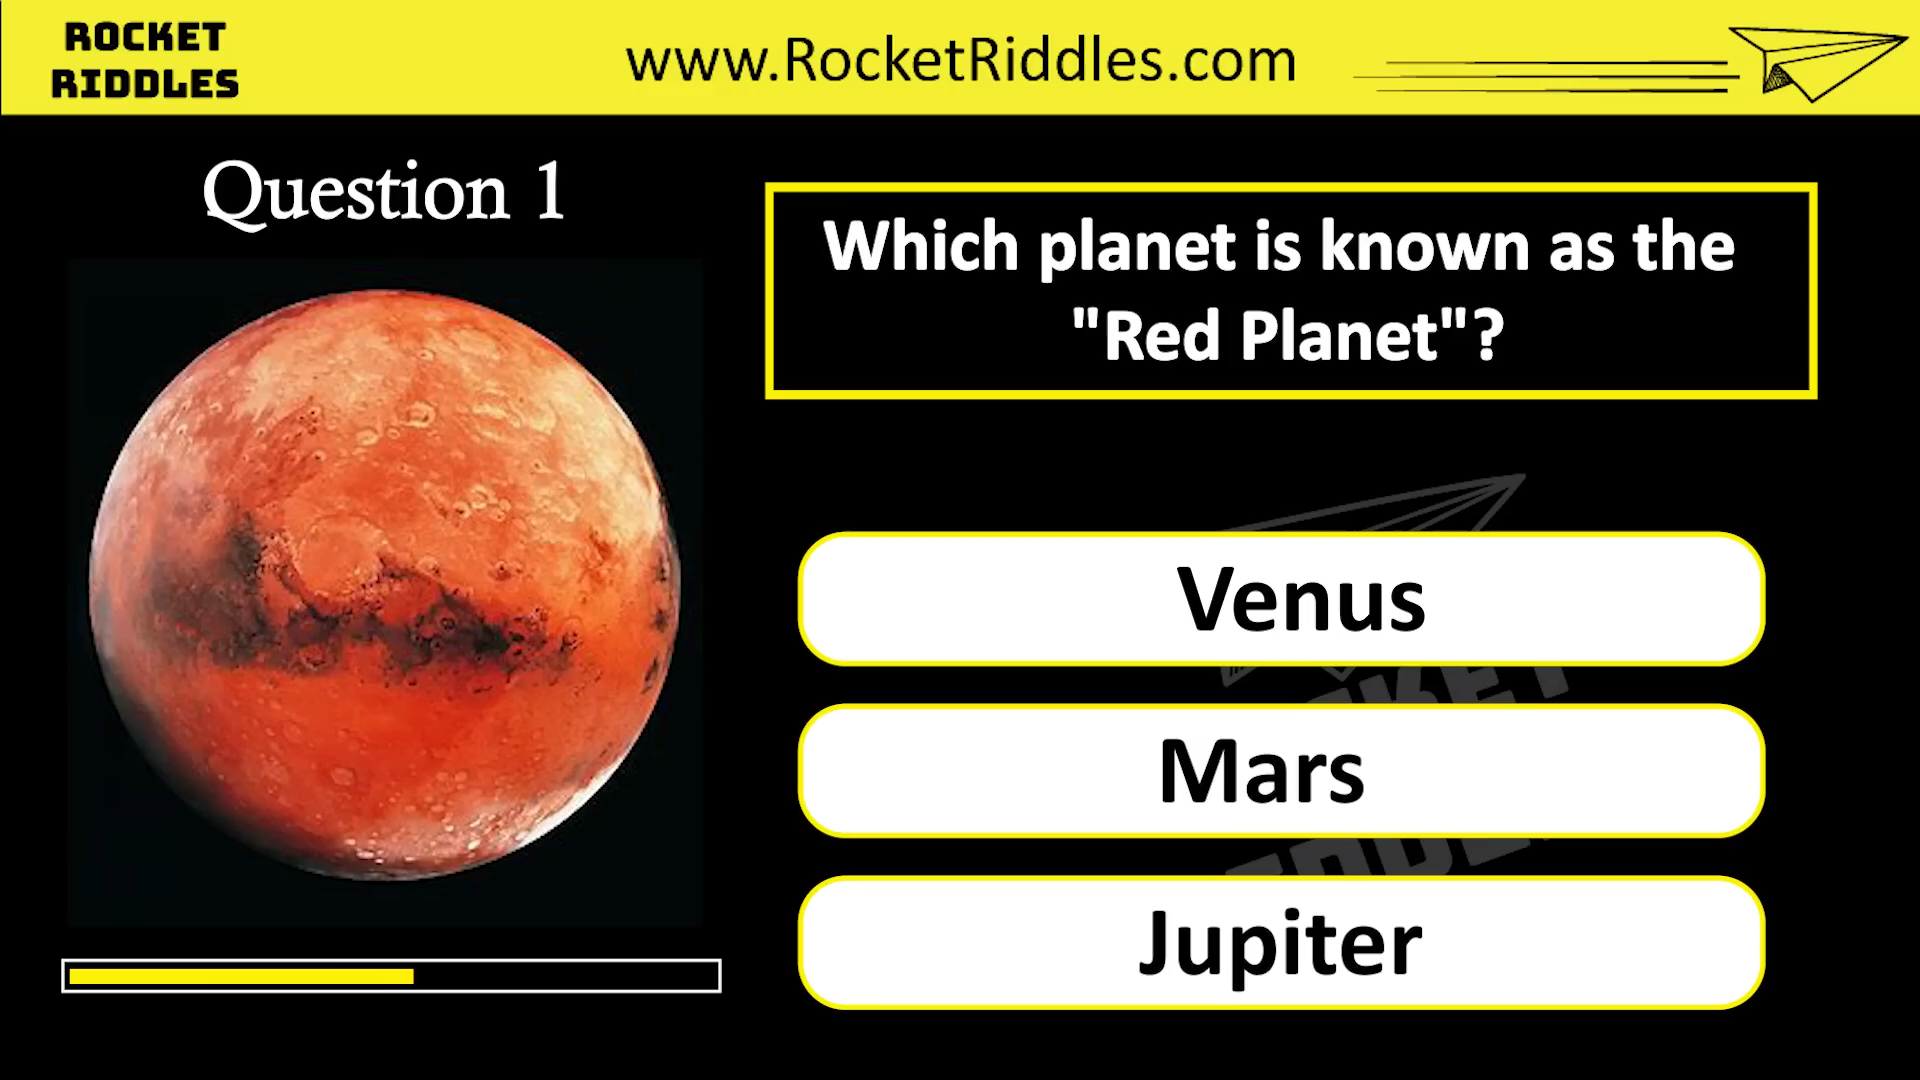 ROCKET
RIDDLES
www.RocketRiddles.com
Question 1
Which planet is known as the
"Red Planet"?
Venus
Mars
Jupiter